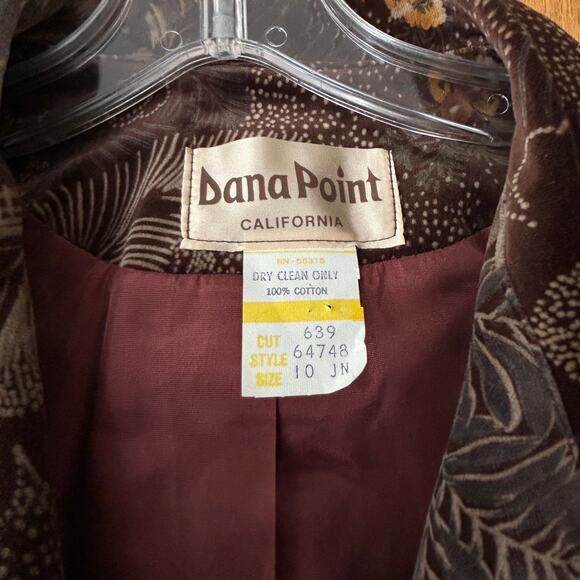 Dana Point
CALIFORNIA
RN-55315
DRY CLEAN ONLY
100% COTTON
CUT 639
STYLE 64748
SIZE 10 JN